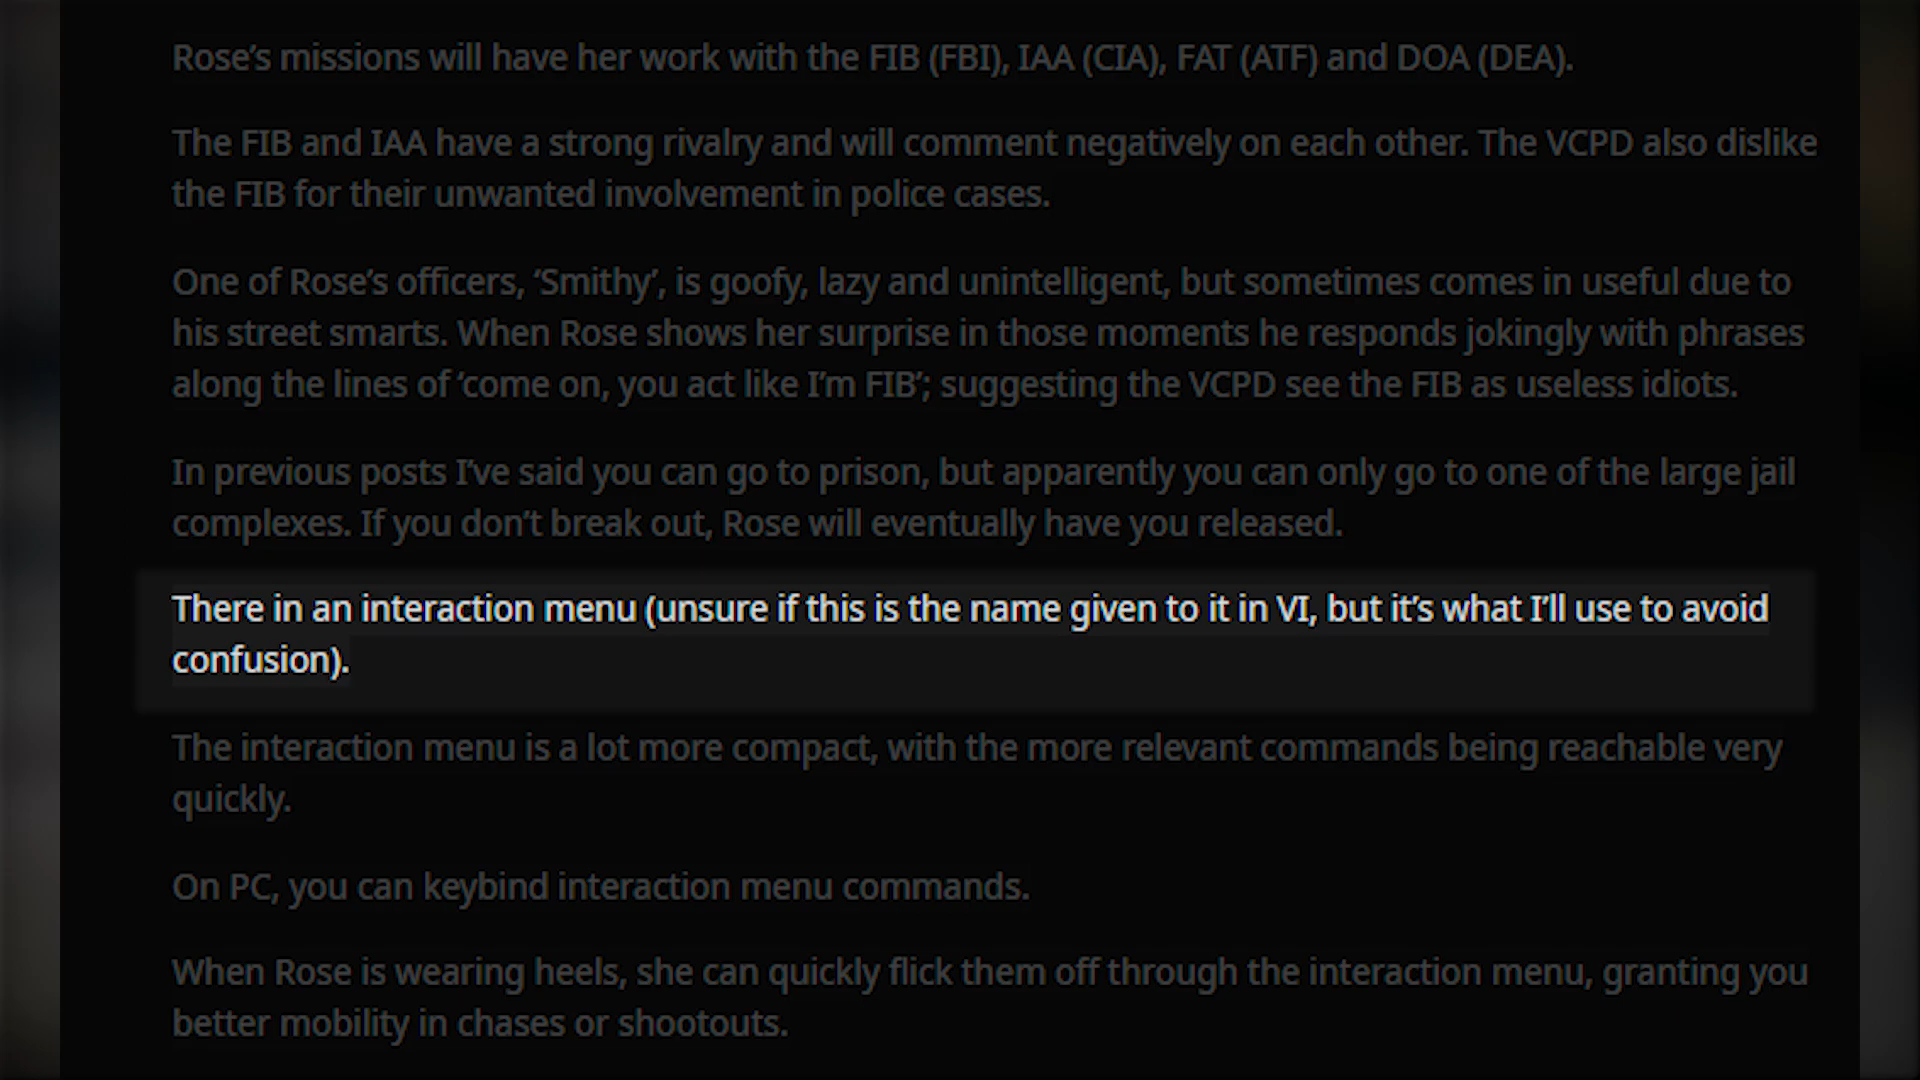 Rose’s missions will have her work with the FIB (FBI), IAA (CIA), FAT (ATF) and DOA (DEA).
The FIB and IAA have a strong rivalry and will comment negatively on each other. The VCPD also dislike
the FIB for their unwanted involvement in police cases.
One of Rose’s officers, ‘Smithy’, is goofy, lazy and unintelligent, but sometimes comes in useful due to
his street smarts. When Rose shows her surprise in those moments he responds jokingly with phrases
along the lines of ‘come on, you act like I’m FIB’; suggesting the VCPD see the FIB as useless idiots.
In previous posts I’ve said you can go to prison, but apparently you can only go to one of the large jail
complexes. If you don’t break out, Rose will eventually have you released.
There in an interaction menu (unsure if this is the name given to it in VI, but it’s what I’ll use to avoid
confusion).
The interaction menu is a lot more compact, with the more relevant commands being reachable very
quickly.
On PC, you can keybind interaction menu commands.
When Rose is wearing heels, she can quickly flick them off through the interaction menu, granting you
better mobility in chases or shootouts.